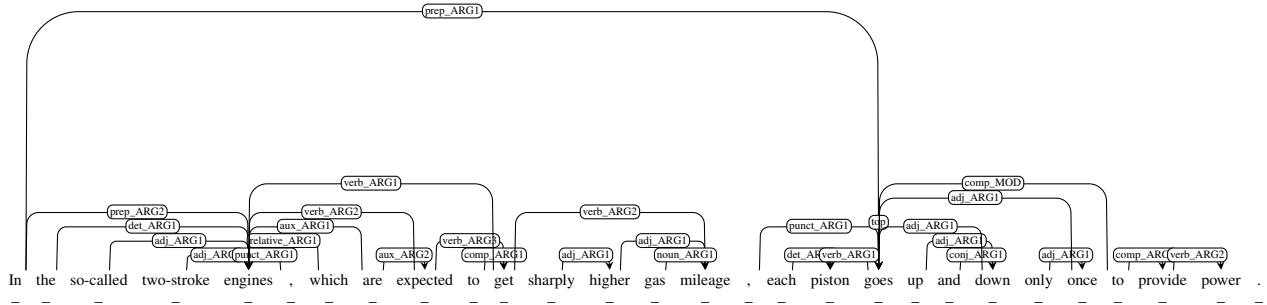 prep_ARG1
verb_ARG1 comp_MOD
adj_ARG1
prep_ARG2 verb_ARG2 verb_ARG2
top
det_ARG1 aux_ARG1 punct_ARG1 adj_ARG1
adj_ARG1 relative_ARG1 verb_ARG3 adj_ARG1 adj_ARG1
punct_ARG1 aux_ARG2 comp_ARG1 adj_ARG1 noun_ARG1 verb_ARG1 conj_ARG1 adj_ARG1 verb_ARG2
In the so-called two-stroke engines , which are expected to get sharply higher gas mileage , each piston goes up and down only once to provide power .